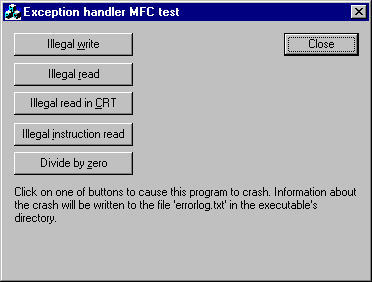 Exception handler MFC test
Illegal write
Close
Illegal read
Illegal read in CRT
Illegal instruction read
Divide by zero
Click on one of buttons to cause this program to crash. Information about
the crash will be written to the file 'errorlog.txt' in the executable's
directory.